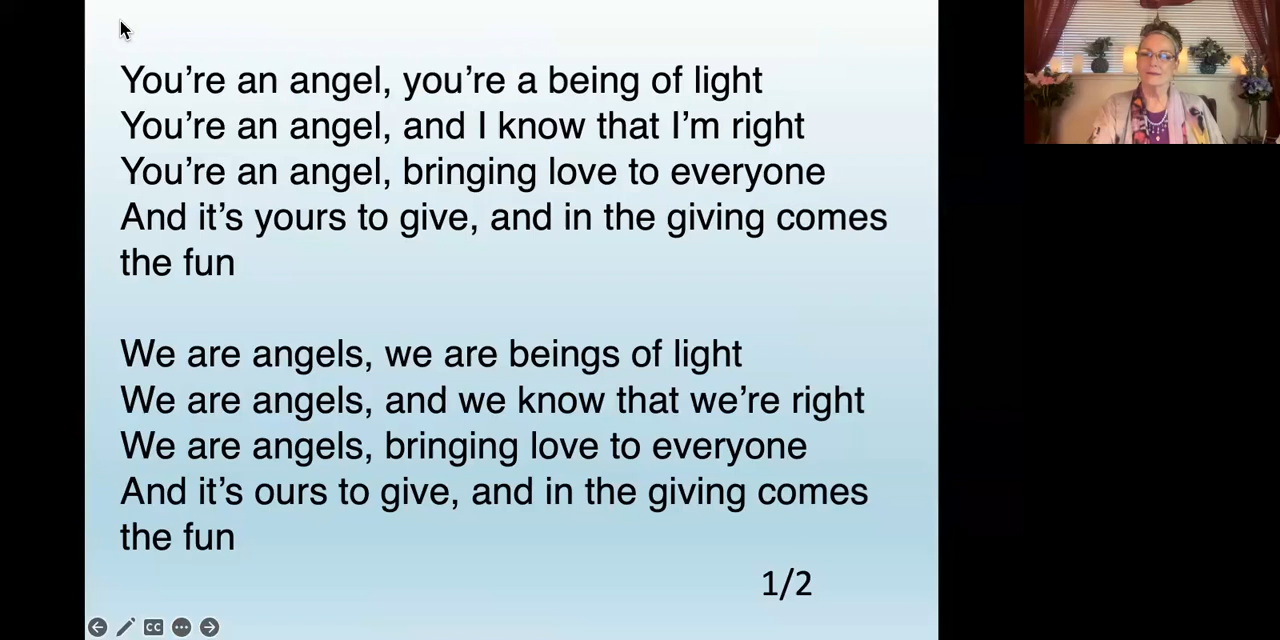 You’re an angel, you’re a being of light
You’re an angel, and I know that I’m right
You’re an angel, bringing love to everyone
And it’s yours to give, and in the giving comes
the fun
We are angels, we are beings of light
We are angels, and we know that we’re right
We are angels, bringing love to everyone
And it’s ours to give, and in the giving comes
the fun
1/2
CC